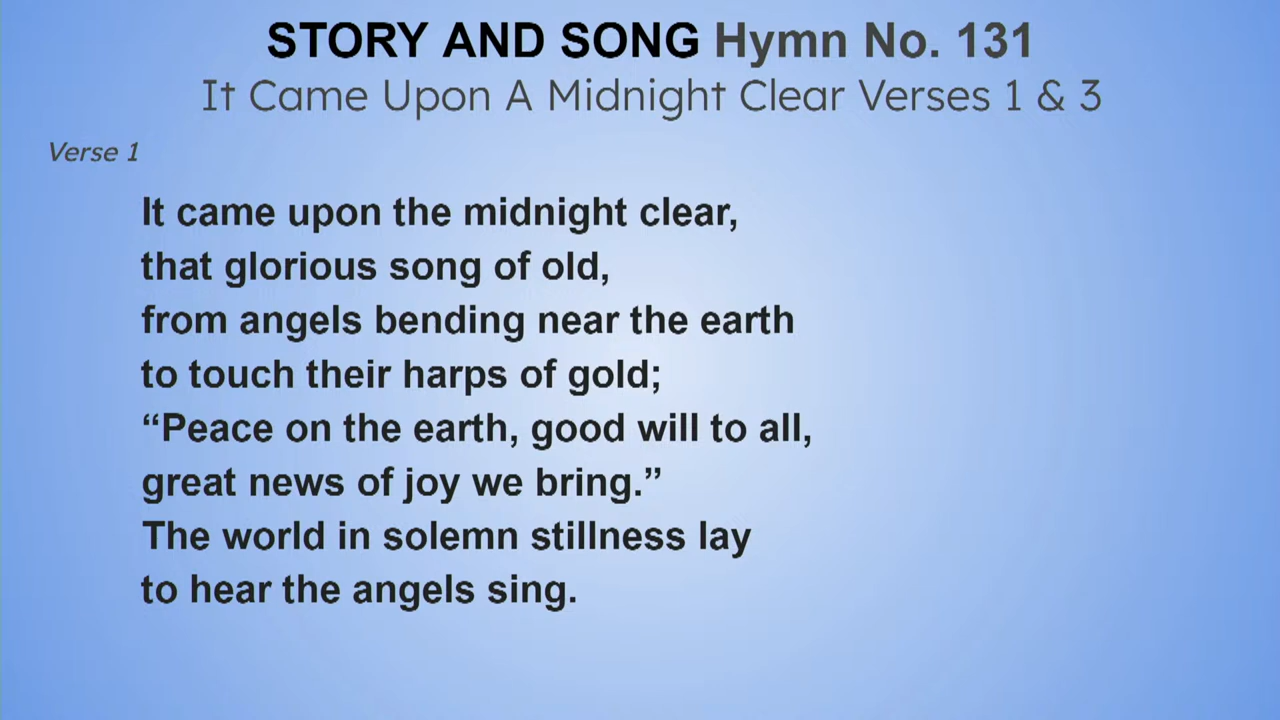 STORY AND SONG Hymn No. 131
It Came Upon A Midnight Clear Verses 1 & 3
Verse 1
It came upon the midnight clear,
that glorious song of old,
from angels bending near the earth
to touch their harps of gold;
“Peace on the earth, good will to all,
great news of joy we bring.”
The world in solemn stillness lay
to hear the angels sing.